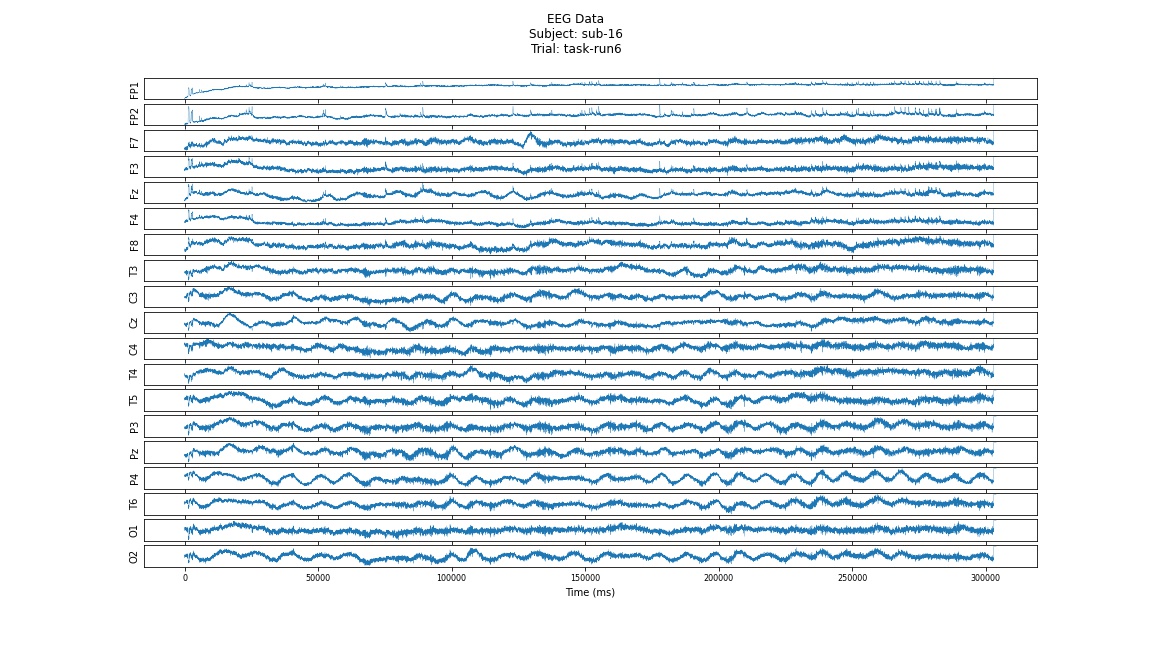 EEG Data
Subject: sub-16
Trial: task-run6
FP1
FP2
F7
F3
Fz
F4
F8
T3
C3
Cz
C4
T4
T5
P3
Pz
P4
T6
O1
O2
0 50000 100000 150000 200000 250000 300000
Time (ms)